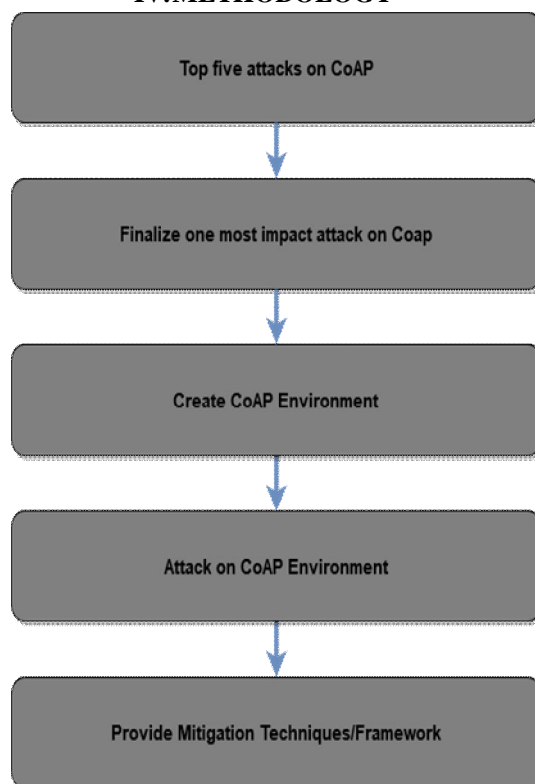 IV.METHODOLOGY
Top five attacks on CoAP
Finalize one most impact attack on Coap
Create CoAP Environment
Attack on CoAP Environment
Provide Mitigation Techniques/Framework